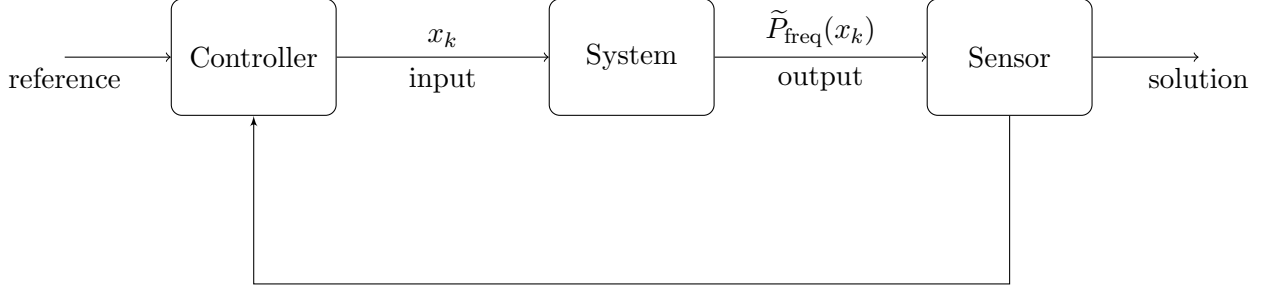 reference
Controller
x_k
input
System
P̃_freq(x_k)
output
Sensor
solution